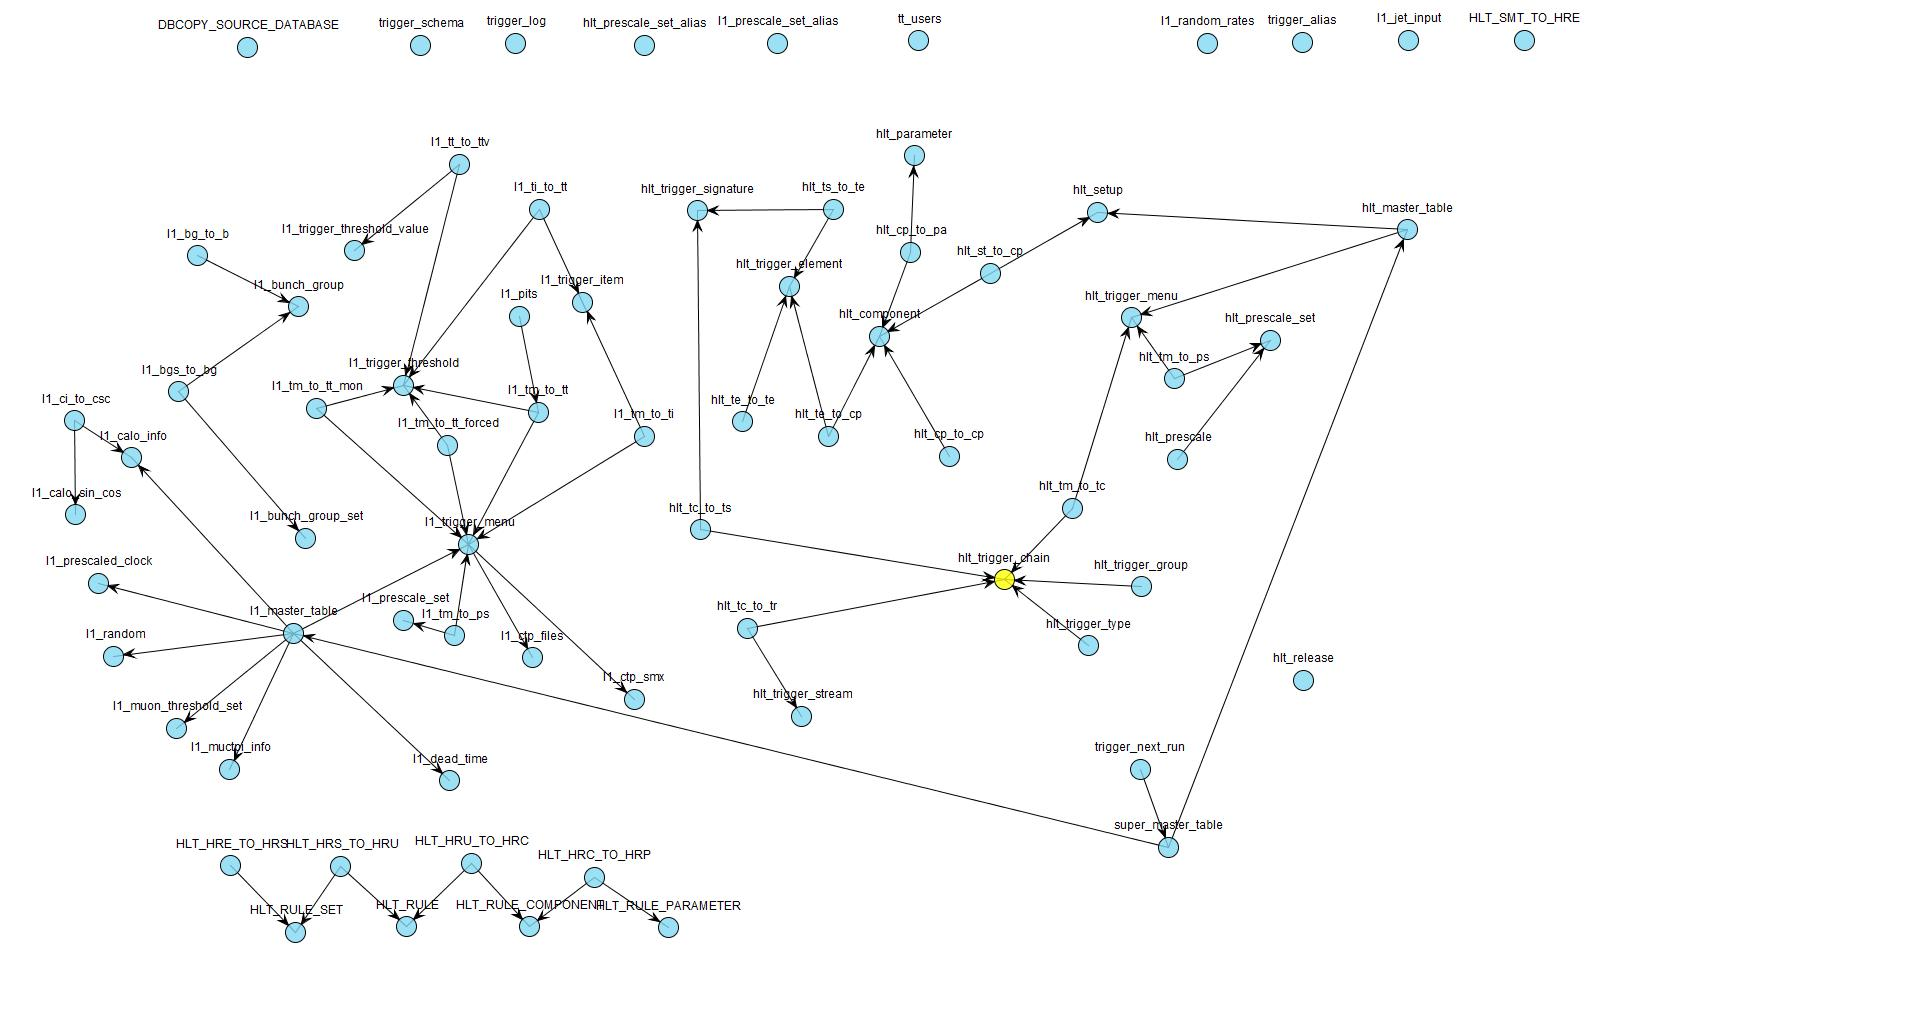 DBCOPY_SOURCE_DATABASE
trigger_schema
trigger_log
hlt_prescale_set_alias
l1_prescale_set_alias
tt_users
l1_random_rates
trigger_alias
l1_jet_input
HLT_SMT_TO_HRE
l1_tt_to_ttv
hlt_parameter
l1_ti_to_tt
hlt_trigger_signature
hlt_ts_to_te
hlt_setup
hlt_master_table
l1_bg_to_b
l1_trigger_threshold_value
hlt_cp_to_pa
hlt_st_to_cp
hlt_trigger_element
l1_bunch_group
l1_trigger_item
l1_pits
hlt_trigger_menu
hlt_component
hlt_prescale_set
l1_trigger_threshold
hlt_tm_to_ps
l1_bgs_to_bg
l1_tm_to_tt_mon
l1_tm_to_tt
l1_ci_to_csc
hlt_te_to_te
hlt_te_to_cp
l1_tm_to_ti
l1_tm_to_tt_forced
l1_calo_info
hlt_cp_to_cp
hlt_prescale
l1_calo_sin_cos
hlt_tm_to_tc
hlt_tc_to_ts
l1_bunch_group_set
l1_trigger_menu
l1_prescaled_clock
hlt_trigger_chain
hlt_trigger_group
l1_prescale_set
l1_master_table
l1_tm_to_ps
hlt_tc_to_tr
hlt_trigger_type
l1_random
l1_ctp_files
hlt_release
l1_ctp_smx
hlt_trigger_stream
l1_muon_threshold_set
l1_muctpi_info
trigger_next_run
l1_dead_time
super_master_table
HLT_HRE_TO_HRS
HLT_HRS_TO_HRU
HLT_HRU_TO_HRC
HLT_HRC_TO_HRP
HLT_RULE_SET
HLT_RULE
HLT_RULE_COMPONENT
HLT_RULE_PARAMETER